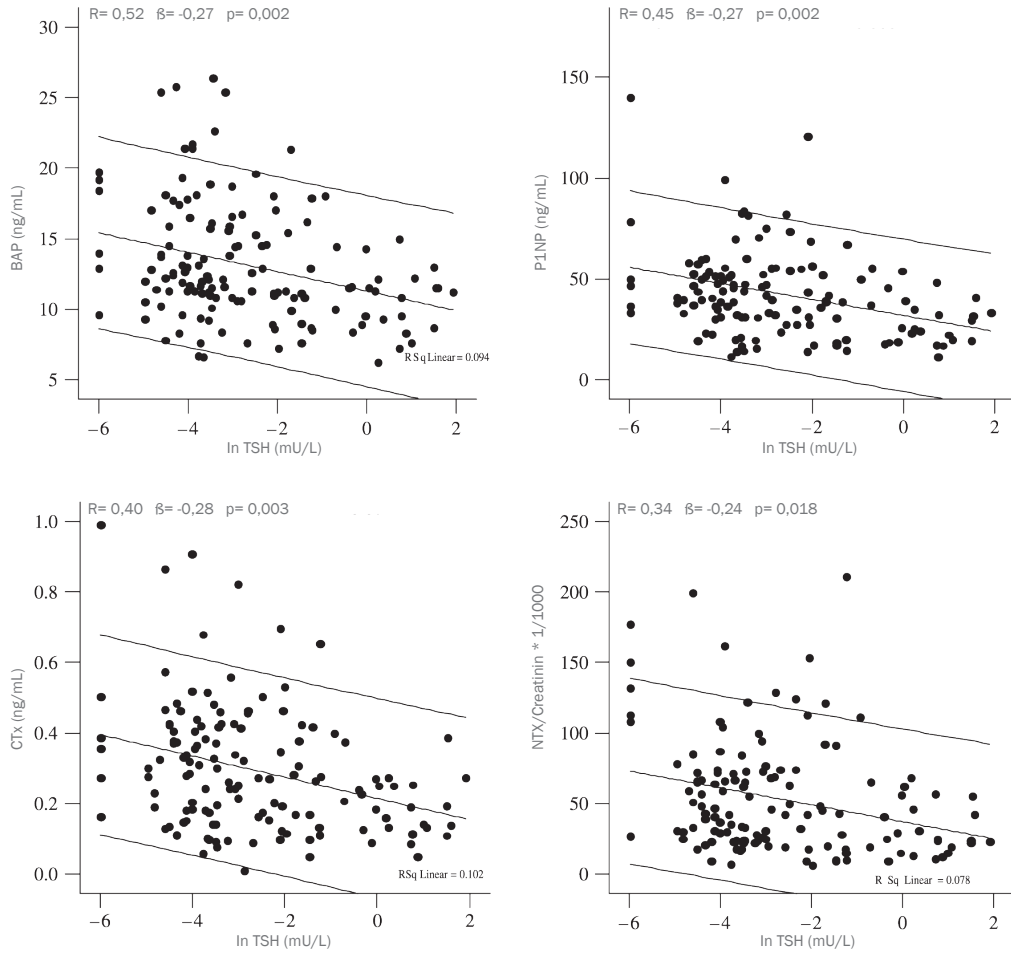 R= 0,52 ß= -0,27 p= 0,002
30
25
20
15
10
5
BAP (ng/mL)
R Sq Linear = 0.094
−6 −4 −2 0 2
ln TSH (mU/L)
R= 0,45 ß= -0,27 p= 0,002
150
100
50
0
P1NP (ng/mL)
−6 −4 −2 0 2
ln TSH (mU/L)
R= 0,40 ß= -0,28 p= 0,003
1.0
0.8
0.6
0.4
0.2
0.0
CTx (ng/mL)
RSq Linear = 0.102
−6 −4 −2 0 2
ln TSH (mU/L)
R= 0,34 ß= -0,24 p= 0,018
250
200
150
100
50
0
NTX/Creatinin * 1/1000
R Sq Linear = 0.078
−6 −4 −2 0 2
ln TSH (mU/L)